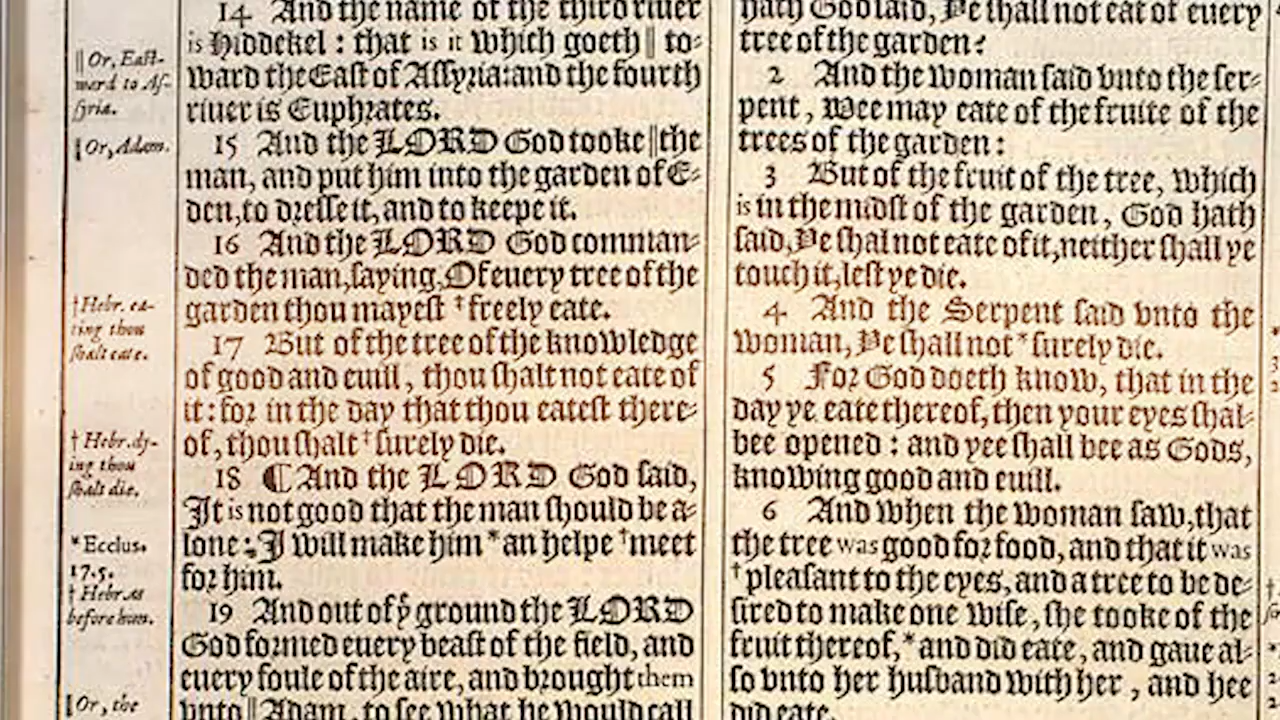 || Or, East-
ward to As-
syria.
|| Or, Adam.
† Hebr. ea-
ting thou
shalt eate.
† Hebr. dy-
ing thou
shalt die.
* Ecclus.
17.5.
† Hebr. as
before him.
|| Or, the
14 And the name of the third riuer
is Hiddekel : that is it which goeth || to-
ward the East of Assyria: and the fourth
riuer is Euphrates.
15 And the LORD God tooke || the
man, and put him into the garden of E-
den, to dresse it, and to keepe it.
16 And the LORD God comman-
ded the man, saying, Of euery tree of the
garden thou mayest † freely eate.
17 But of the tree of the knowledge
of good and euill, thou shalt not eate of
it: for in the day that thou eatest there-
of, thou shalt † surely die.
18 ¶ And the LORD God said,
It is not good that the man should be a-
lone : I will make him * an helpe † meet
for him.
19 And out of yͤ ground the LORD
God formed euery beast of the field, and
euery foule of the aire, and brought them
vnto || Adam, to see what he would call
hath God said, Ye shall not eat of euery
tree of the garden?
2 And the woman said vnto the ser-
pent, Wee may eate of the fruite of the
trees of the garden :
3 But of the fruit of the tree, which
is in the midst of the garden, God hath
said, Ye shal not eate of it, neither shall ye
touch it, lest ye die.
4 And the Serpent said vnto the
woman, Ye shall not * surely die.
5 For God doeth know, that in the
day ye eate thereof, then your eyes shal-
bee opened : and yee shall bee as Gods,
knowing good and euill.
6 And when the woman saw, that
the tree was good for food, and that it was
† pleasant to the eyes, and a tree to be de-
sired to make one wise, she tooke of the
fruit thereof, * and did eate, and gaue al-
so vnto her husband with her, and hee
did eate.